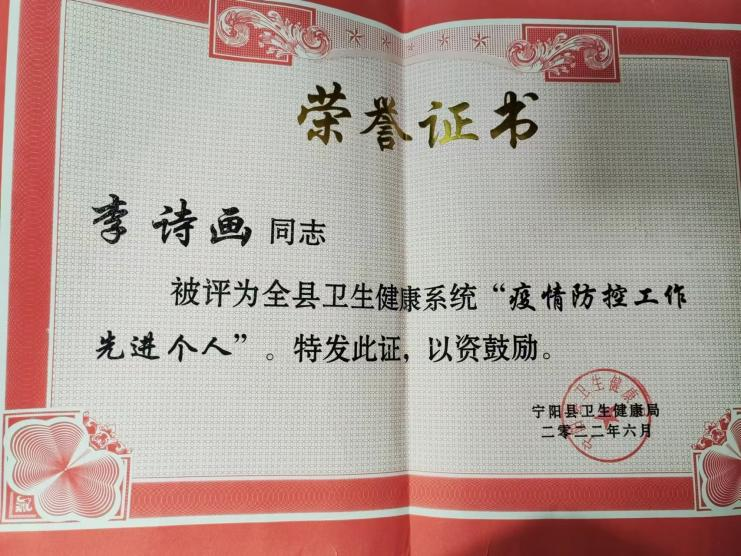 荣誉证书
李诗画 同志
被评为全县卫生健康系统“疫情防控工作
先进个人”。特发此证，以资鼓励。
宁阳县卫生健康局
二零二二年六月